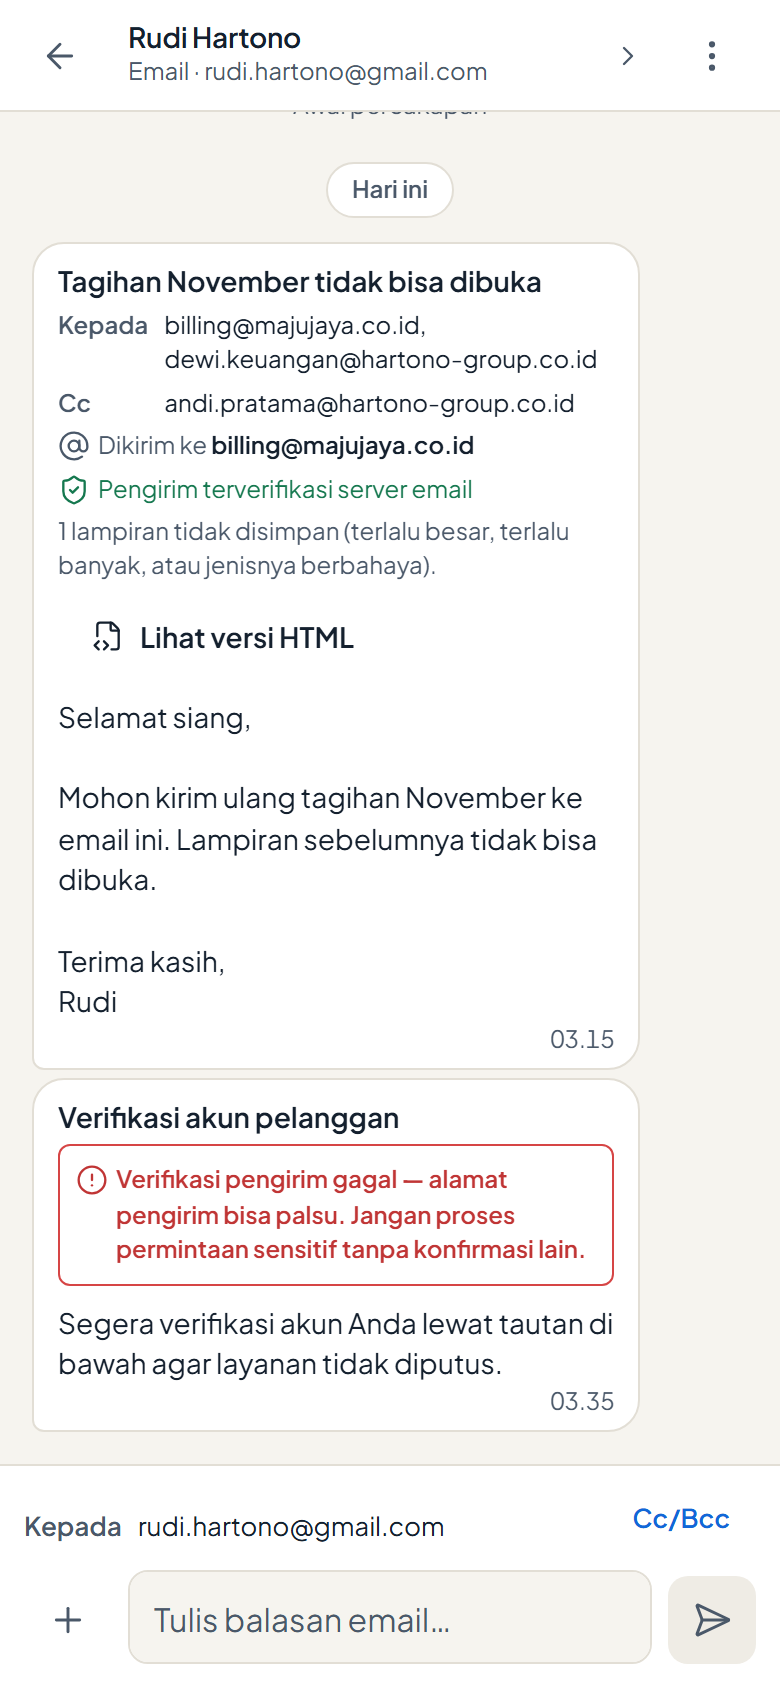 Rudi Hartono
Email · rudi.hartono@gmail.com
Hari ini
Tagihan November tidak bisa dibuka
Kepada billing@majujaya.co.id,
dewi.keuangan@hartono-group.co.id
Cc andi.pratama@hartono-group.co.id
Dikirim ke billing@majujaya.co.id
Pengirim terverifikasi server email
1 lampiran tidak disimpan (terlalu besar, terlalu
banyak, atau jenisnya berbahaya).
Lihat versi HTML
Selamat siang,
Mohon kirim ulang tagihan November ke
email ini. Lampiran sebelumnya tidak bisa
dibuka.
Terima kasih,
Rudi
03.15
Verifikasi akun pelanggan
Verifikasi pengirim gagal — alamat
pengirim bisa palsu. Jangan proses
permintaan sensitif tanpa konfirmasi lain.
Segera verifikasi akun Anda lewat tautan di
bawah agar layanan tidak diputus.
03.35
Kepada rudi.hartono@gmail.com
Cc/Bcc
Tulis balasan email...